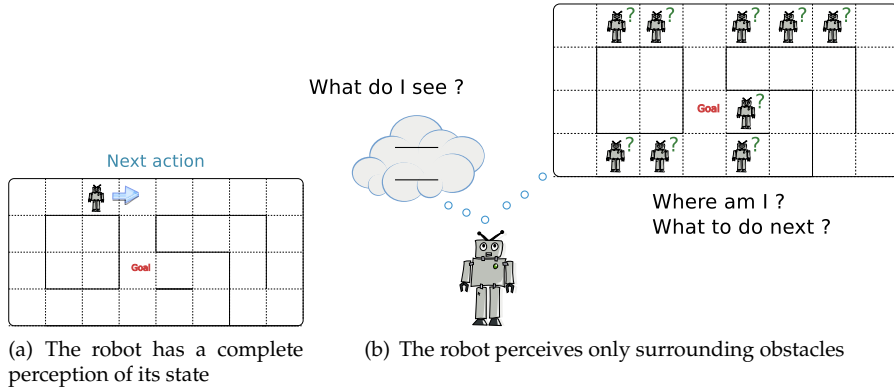 Next action
Goal
(a) The robot has a complete
perception of its state
What do I see ?
? ? ? ? ?
Goal ?
? ? ?
Where am I ?
What to do next ?
(b) The robot perceives only surrounding obstacles